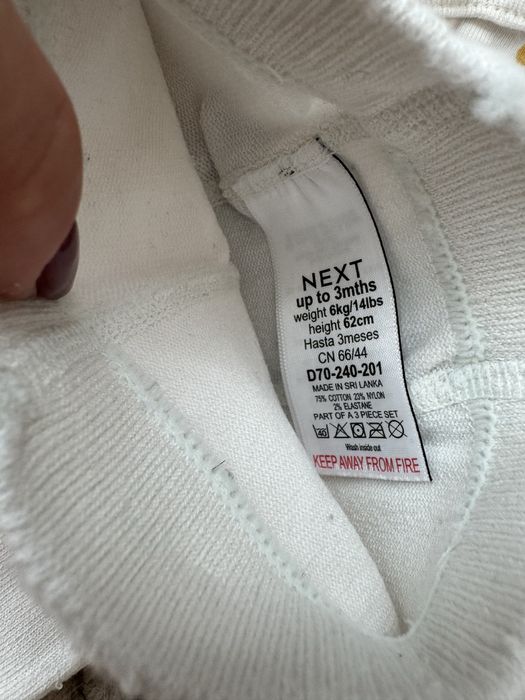 NEXT
up to 3mths
weight 6kg/14lbs
height 62cm
Hasta 3meses
CN 66/44
D70-240-201
MADE IN SRI LANKA
75% COTTON 23% NYLON
2% ELASTANE
PART OF A 3 PIECE SET
40
Wash inside out
KEEP AWAY FROM FIRE